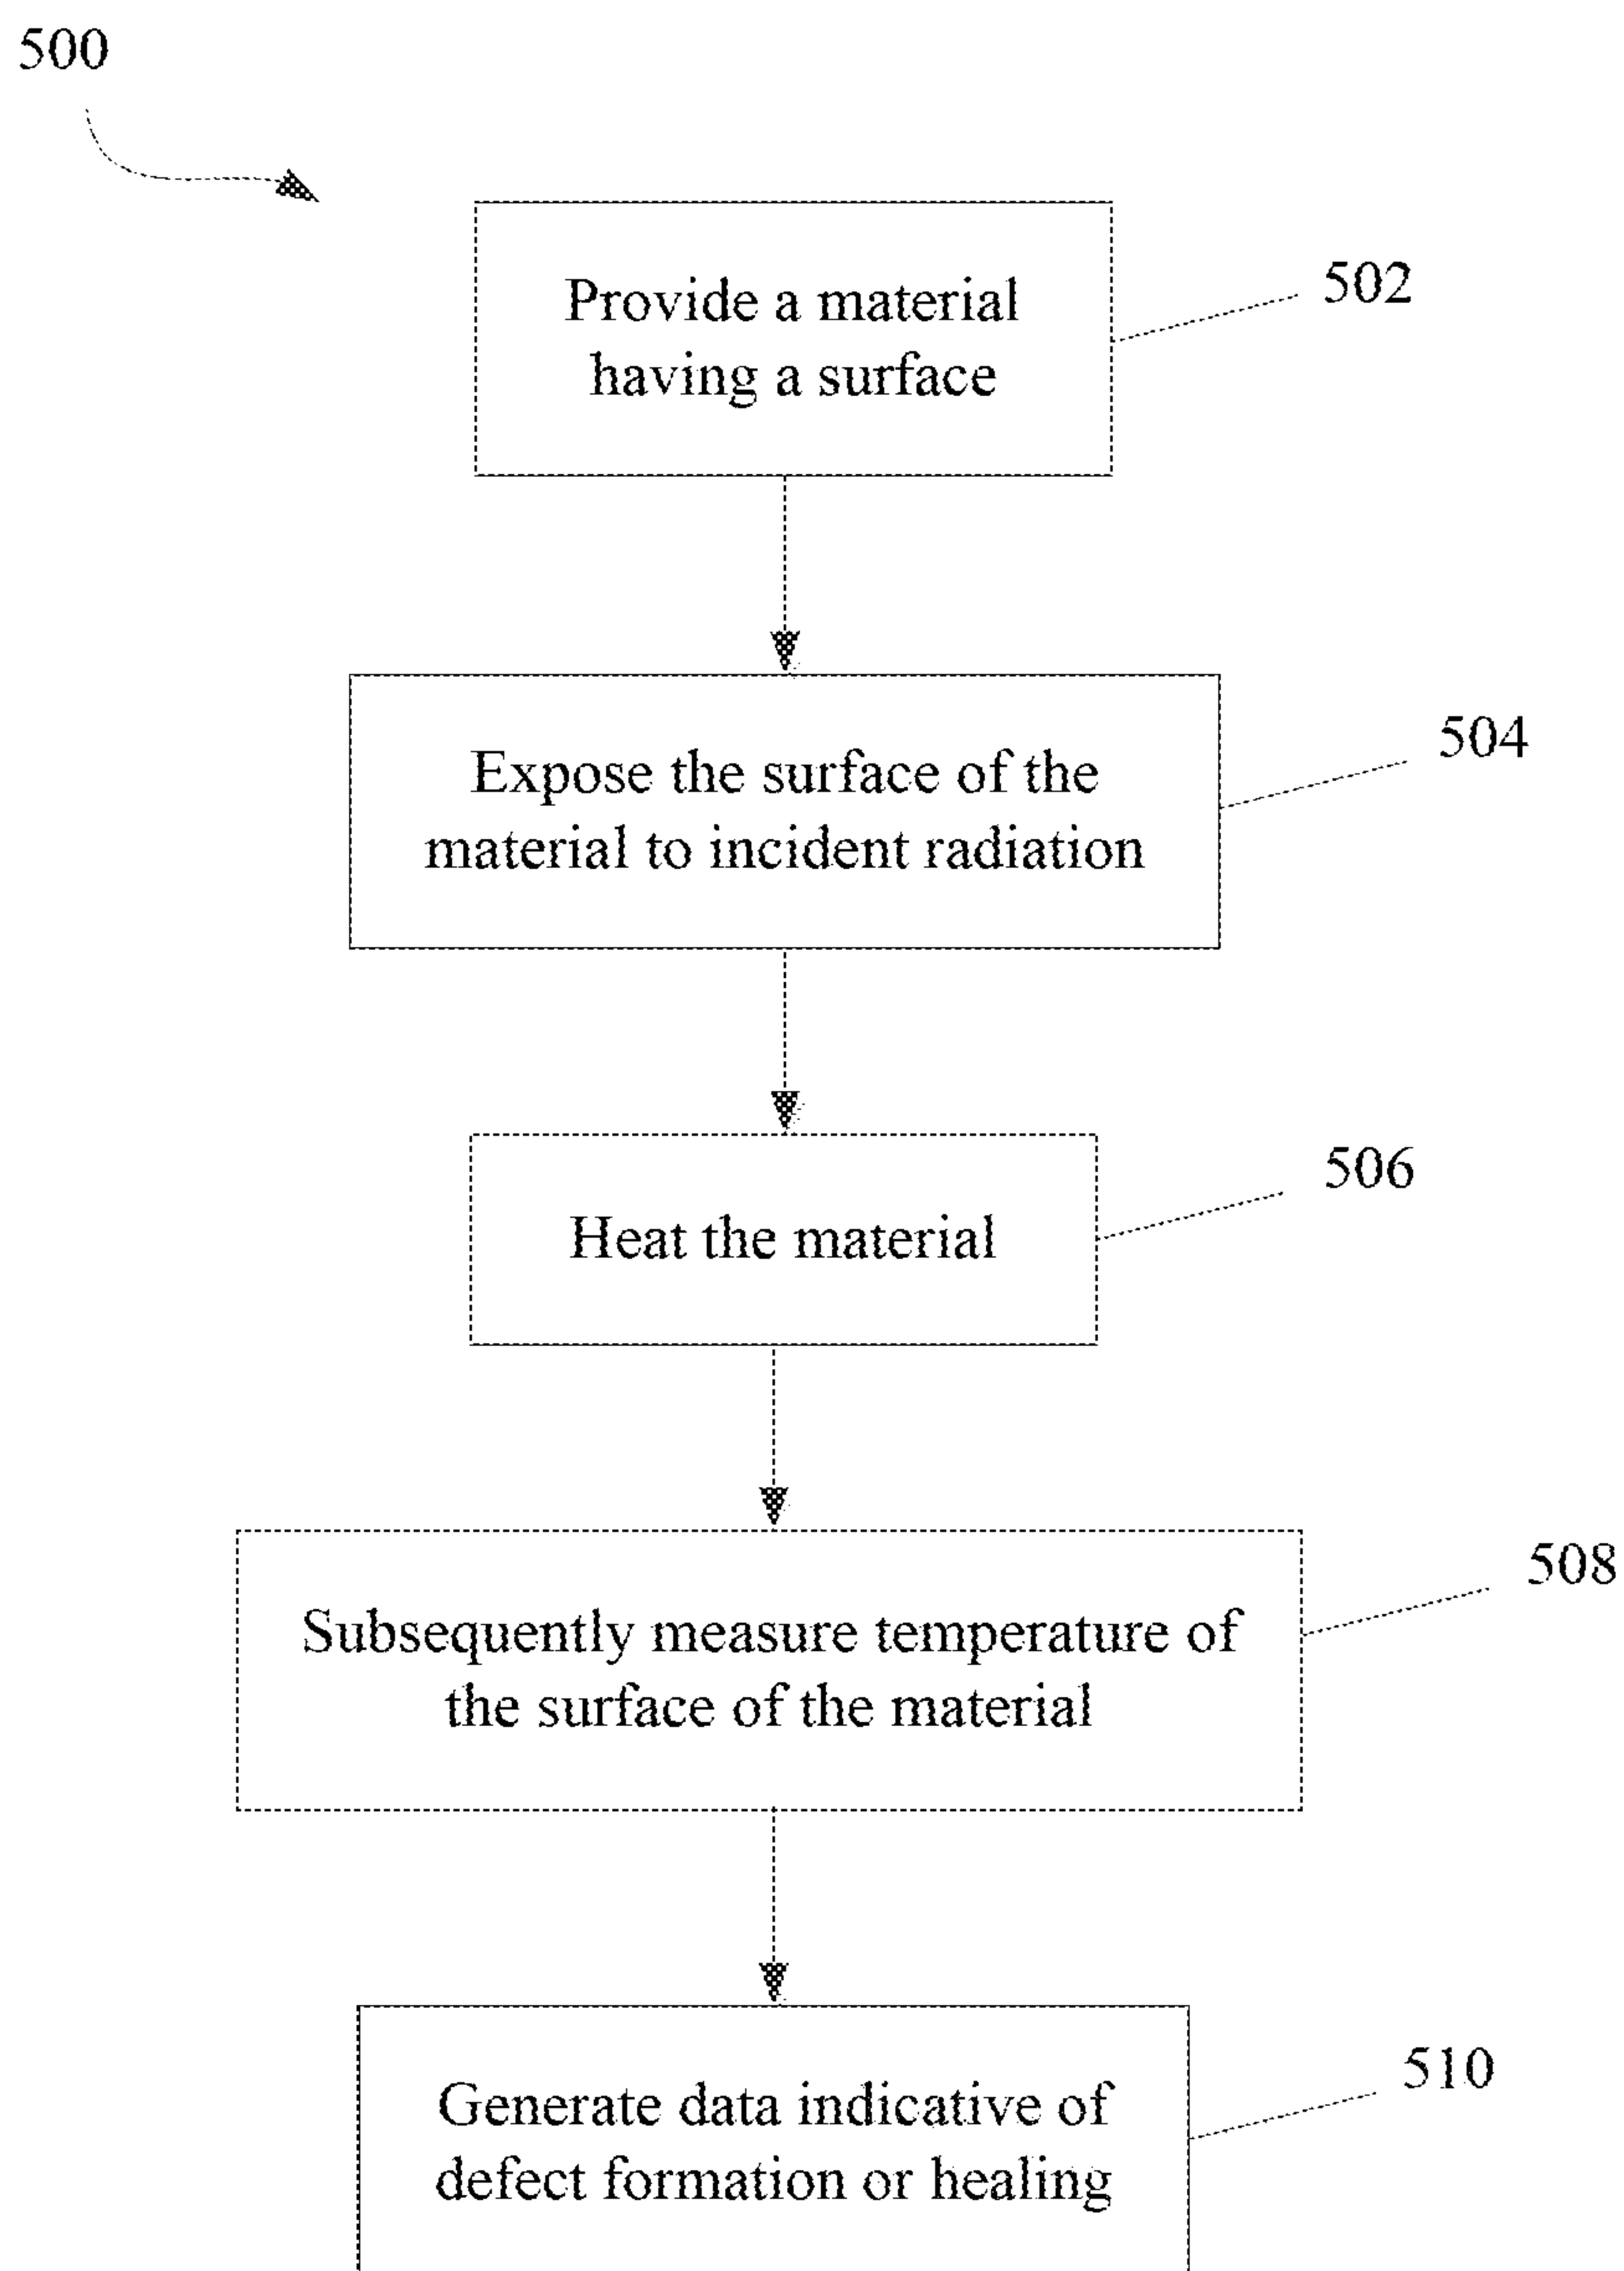 500
Provide a material
having a surface
502
Expose the surface of the
material to incident radiation
504
Heat the material
506
Subsequently measure temperature of
the surface of the material
508
Generate data indicative of
defect formation or healing
510